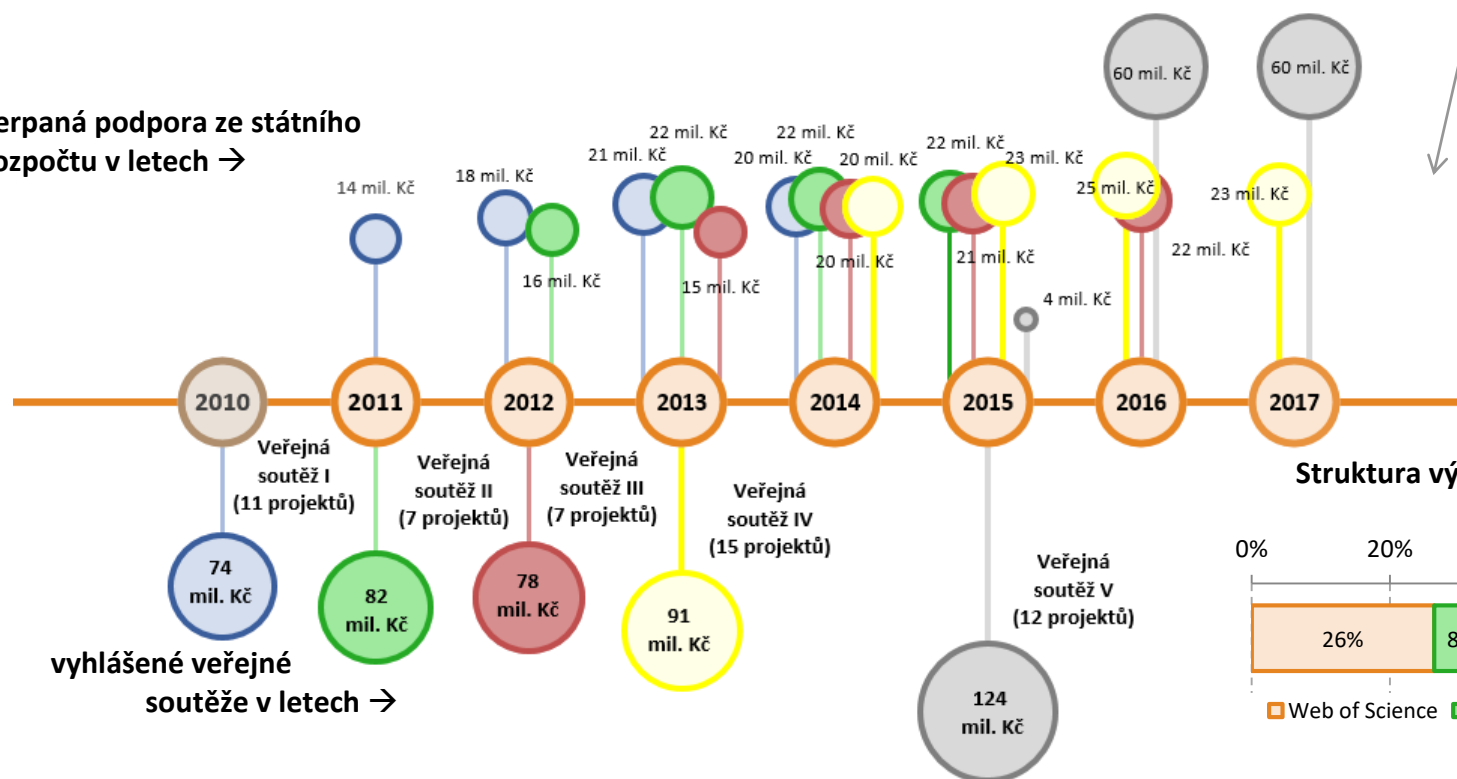 60 mil. Kč
60 mil. Kč
erpaná podpora ze státního
ozpočtu v letech →
14 mil. Kč
18 mil. Kč
16 mil. Kč
22 mil. Kč
21 mil. Kč
15 mil. Kč
22 mil. Kč
20 mil. Kč
20 mil. Kč
20 mil. Kč
22 mil. Kč
23 mil. Kč
21 mil. Kč
4 mil. Kč
25 mil. Kč
22 mil. Kč
23 mil. Kč
2010
2011
2012
2013
2014
2015
2016
2017
Veřejná
soutěž I
(11 projektů)
Veřejná
soutěž II
(7 projektů)
Veřejná
soutěž III
(7 projektů)
Veřejná
soutěž IV
(15 projektů)
Veřejná
soutěž V
(12 projektů)
74
mil. Kč
82
mil. Kč
78
mil. Kč
91
mil. Kč
124
mil. Kč
vyhlášené veřejné
soutěže v letech →
Struktura vý
0% 20%
26% 8
Web of Science